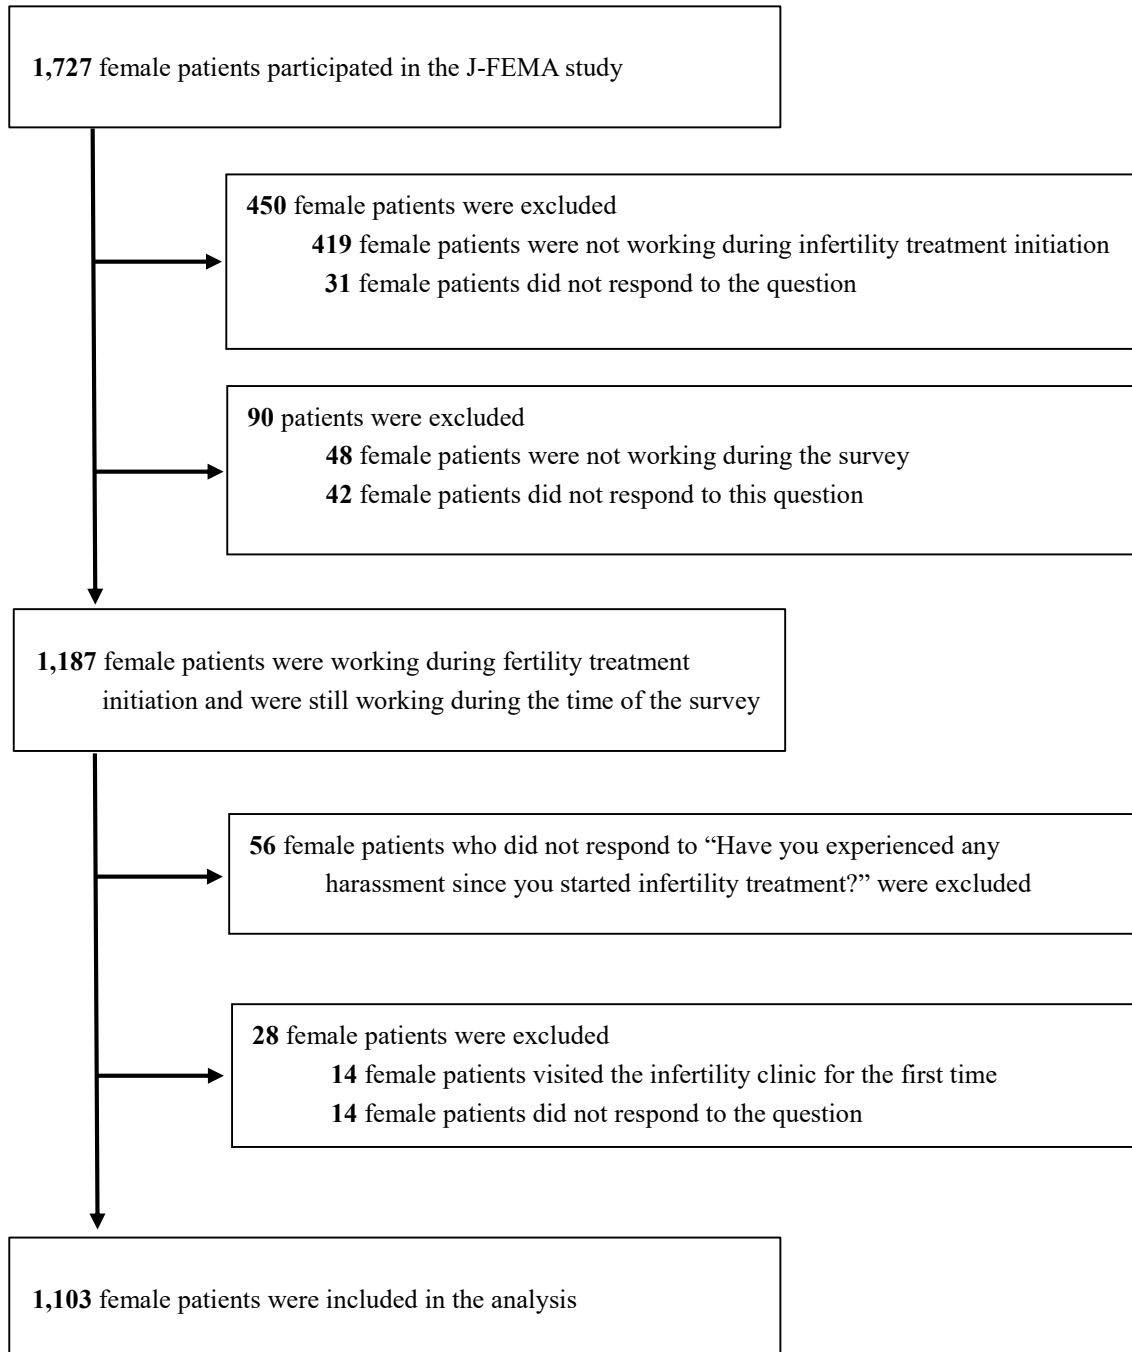 1,727 female patients participated in the J-FEMA study
450 female patients were excluded
419 female patients were not working during infertility treatment initiation
31 female patients did not respond to the question
90 patients were excluded
48 female patients were not working during the survey
42 female patients did not respond to this question
1,187 female patients were working during fertility treatment
initiation and were still working during the time of the survey
56 female patients who did not respond to “Have you experienced any
harassment since you started infertility treatment?” were excluded
28 female patients were excluded
14 female patients visited the infertility clinic for the first time
14 female patients did not respond to the question
1,103 female patients were included in the analysis